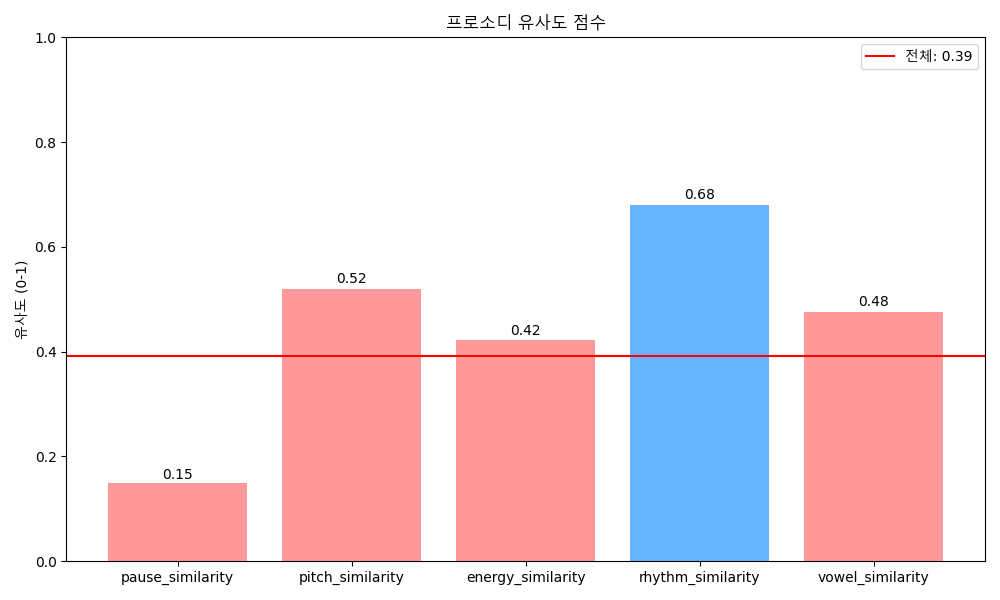 프로소디 유사도 점수
전체: 0.39
유사도 (0-1)
1.0
0.8
0.6
0.4
0.2
0.0
0.15
0.52
0.42
0.68
0.48
pause_similarity
pitch_similarity
energy_similarity
rhythm_similarity
vowel_similarity